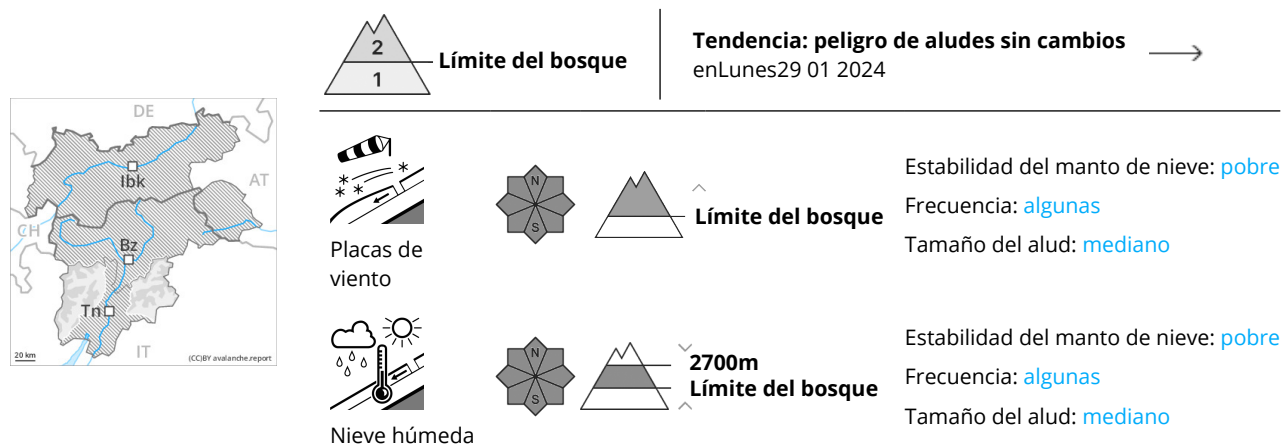 2
1
Límite del bosque
Tendencia: peligro de aludes sin cambios
enLunes29 01 2024
DE
AT
CH
IT
Ibk
Bz
Tn
20 km
(CC)BY avalanche.report
Placas de
viento
N
S
Límite del bosque
Estabilidad del manto de nieve: pobre
Frecuencia: algunas
Tamaño del alud: mediano
Nieve húmeda
N
S
2700m
Límite del bosque
Estabilidad del manto de nieve: pobre
Frecuencia: algunas
Tamaño del alud: mediano